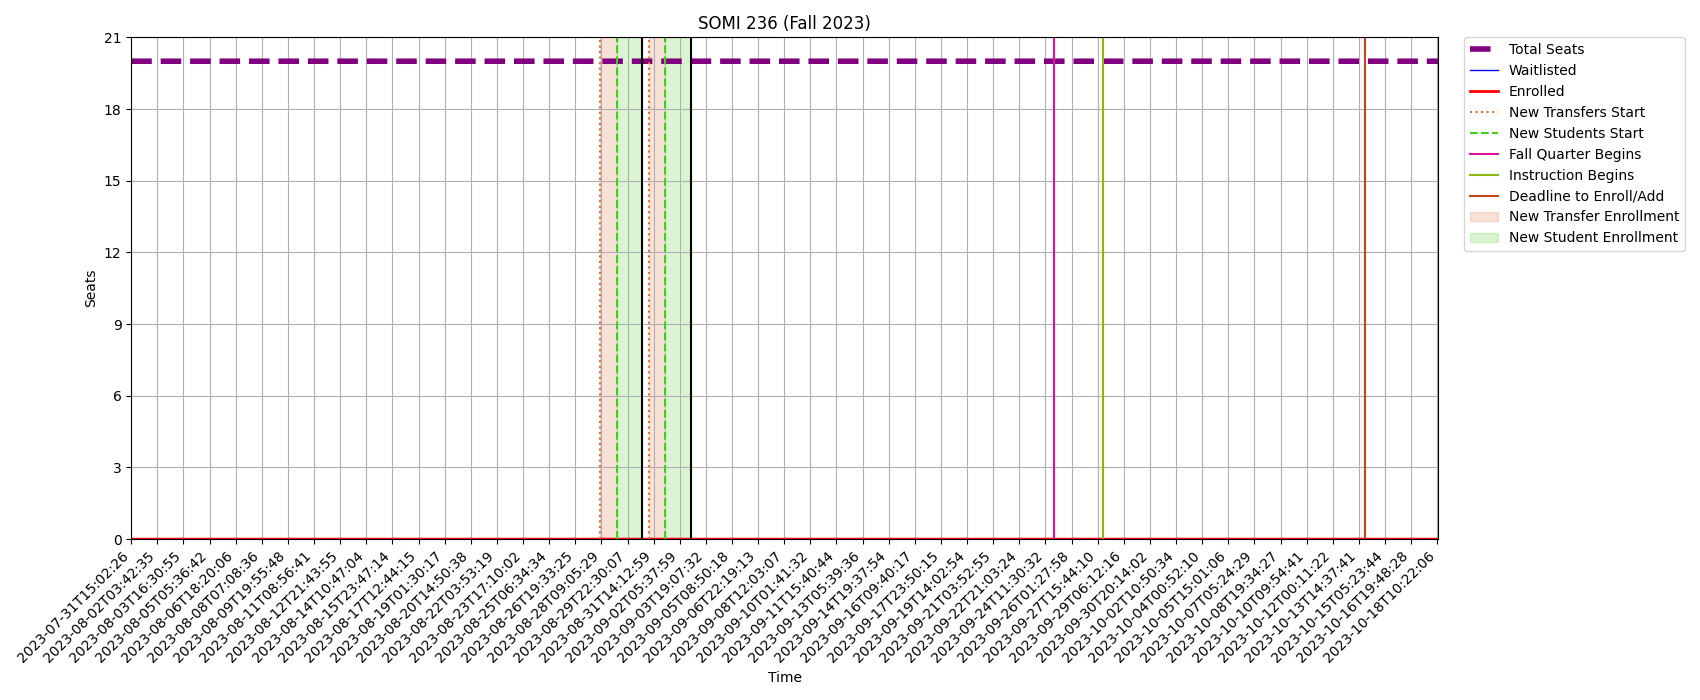 SOMI 236 (Fall 2023)
21
18
15
12
9
6
3
0
Seats
2023-07-31T15:02:26
2023-08-02T03:42:35
2023-08-03T16:30:55
2023-08-05T05:36:42
2023-08-06T18:20:06
2023-08-08T07:08:36
2023-08-09T19:55:48
2023-08-11T08:56:41
2023-08-12T21:43:55
2023-08-14T10:47:04
2023-08-15T23:47:14
2023-08-17T12:44:15
2023-08-19T01:30:17
2023-08-20T14:50:38
2023-08-22T03:53:19
2023-08-23T17:10:02
2023-08-25T06:34:34
2023-08-26T19:33:25
2023-08-28T09:05:29
2023-08-29T22:30:07
2023-08-31T14:12:59
2023-09-02T05:37:59
2023-09-03T19:07:32
2023-09-05T08:50:18
2023-09-06T22:19:13
2023-09-08T12:03:07
2023-09-10T01:41:32
2023-09-11T15:40:44
2023-09-13T05:39:36
2023-09-14T19:37:54
2023-09-16T09:40:17
2023-09-17T23:50:15
2023-09-19T14:02:54
2023-09-21T03:52:55
2023-09-22T21:03:24
2023-09-24T11:30:32
2023-09-26T01:27:58
2023-09-27T15:44:10
2023-09-29T06:12:16
2023-09-30T20:14:02
2023-10-02T10:50:34
2023-10-04T00:52:10
2023-10-05T15:01:06
2023-10-07T05:24:29
2023-10-08T19:34:27
2023-10-10T09:54:41
2023-10-12T00:11:22
2023-10-13T14:37:41
2023-10-15T05:23:44
2023-10-16T19:48:28
2023-10-18T10:22:06
Time
Total Seats
Waitlisted
Enrolled
New Transfers Start
New Students Start
Fall Quarter Begins
Instruction Begins
Deadline to Enroll/Add
New Transfer Enrollment
New Student Enrollment